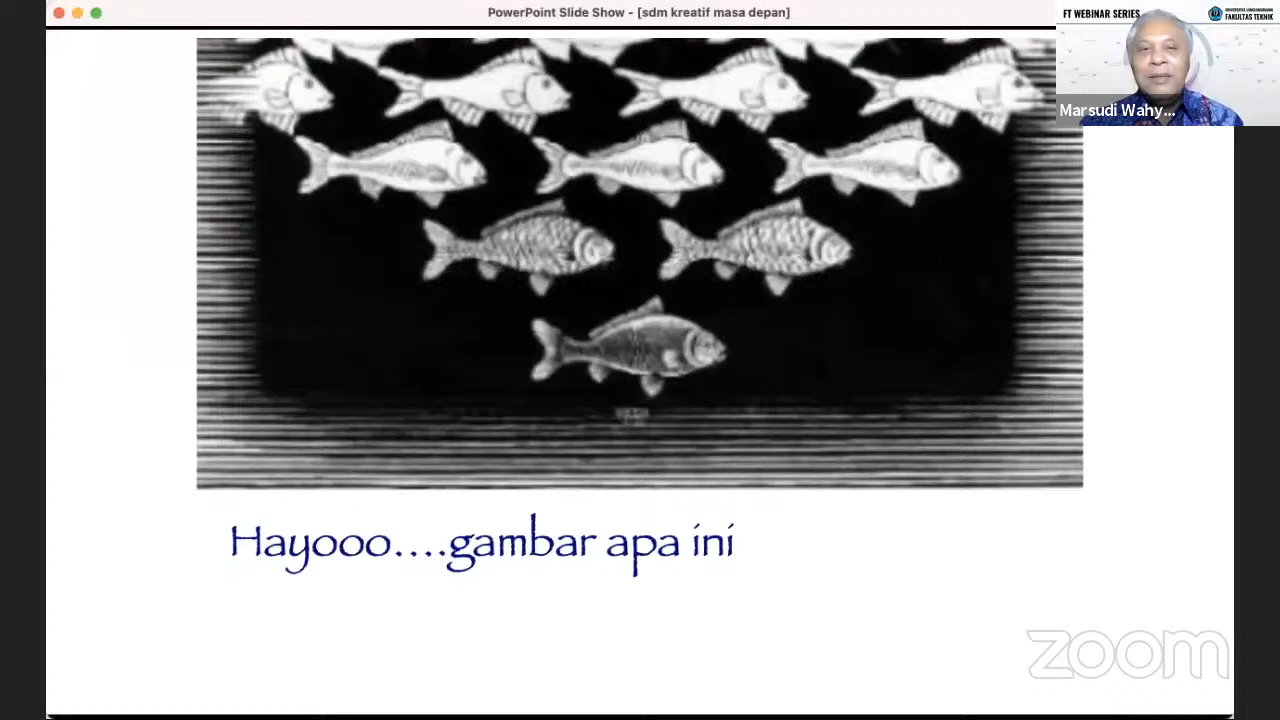 PowerPoint Slide Show - [sdm kreatif masa depan]
FT WEBINAR SERIES
FAKULTAS TEKNIK
Marsudi Wahy...
Hayooo....gambar apa ini
zoom